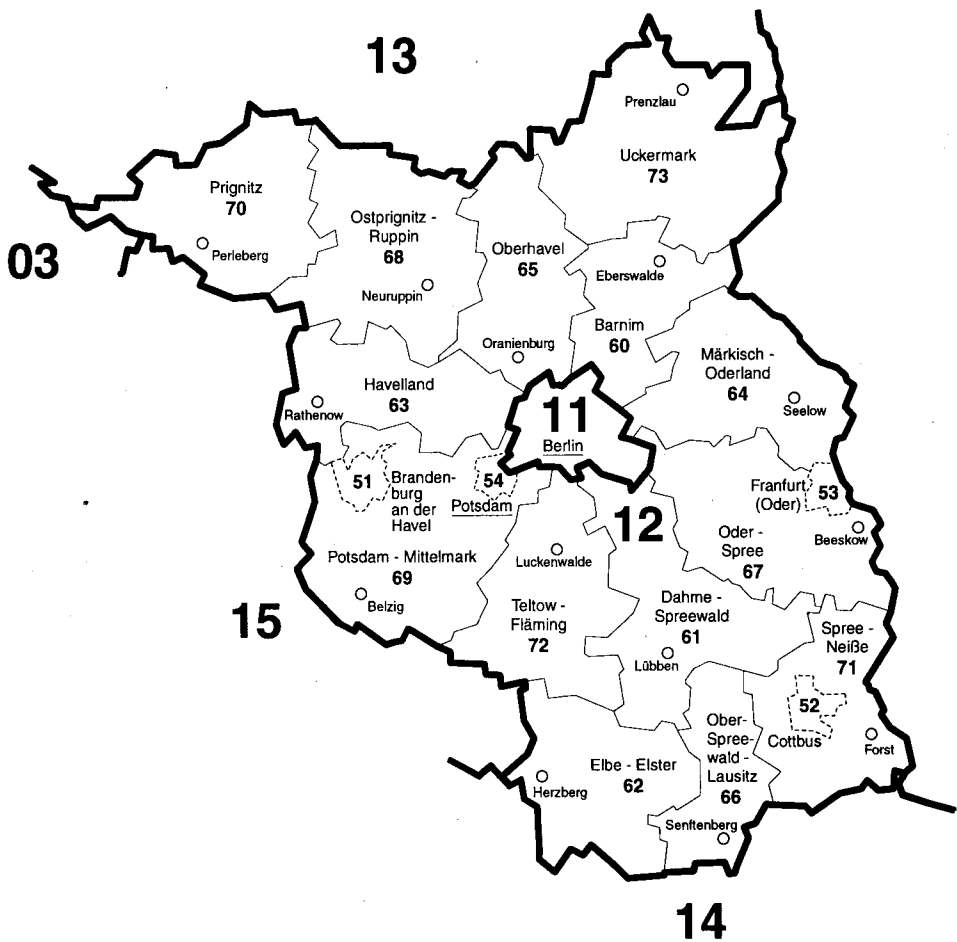 13
Prenzlau
Uckermark
73
Prignitz
70
Perleberg
03
Ostprignitz -
Ruppin
68
Neuruppin
Oberhavel
65
Oranienburg
Eberswalde
Barnim
60
Märkisch -
Oderland
64
Seelow
Havelland
63
Rathenow
11
Berlin
51
Branden-
burg
an der
Havel
54
Potsdam
12
Franfurt
(Oder)
53
Beeskow
Oder -
Spree
67
Potsdam - Mittelmark
69
Belzig
15
Luckenwalde
Teltow -
Fläming
72
Dahme -
Spreewald
61
Lübben
Spree -
Neiße
71
52
Cottbus
Forst
Ober-
Spree-
wald -
Lausitz
66
Senftenberg
Elbe - Elster
62
Herzberg
14